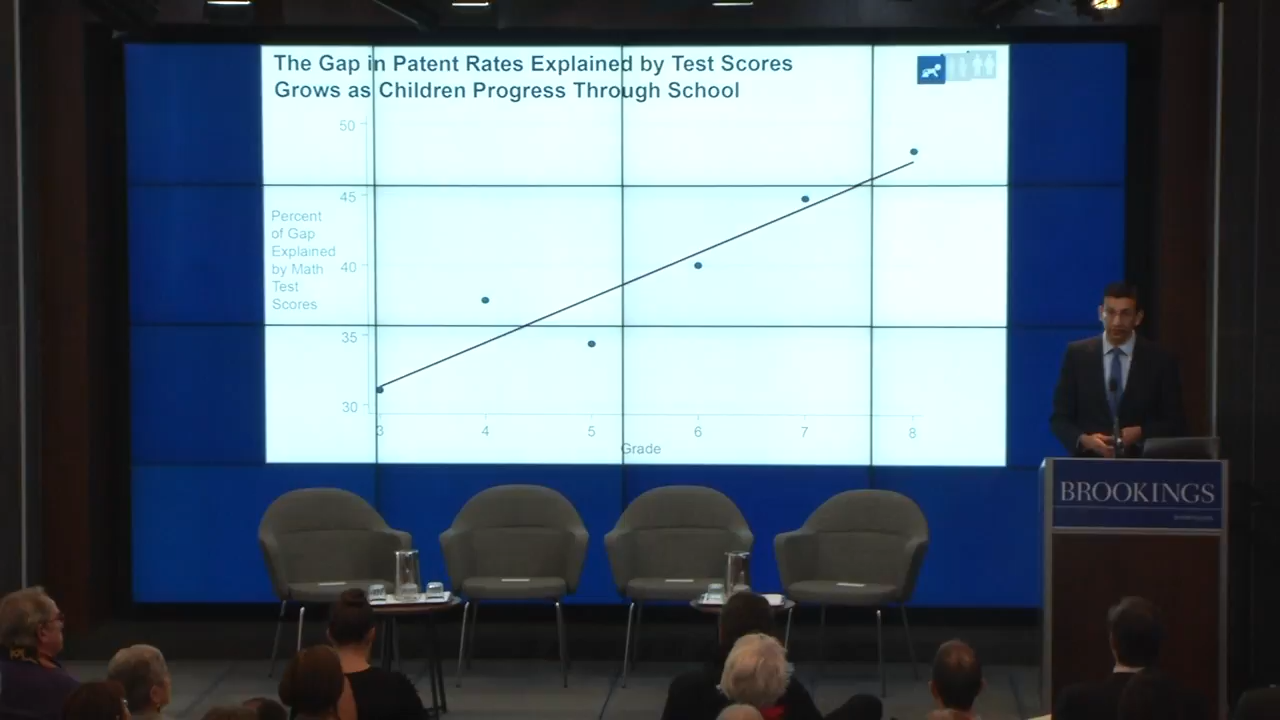 The Gap in Patent Rates Explained by Test Scores
Grows as Children Progress Through School
50
45
40
35
30
Percent
of Gap
Explained
by Math
Test
Scores
3 4 5 6 7 8
Grade
BROOKINGS